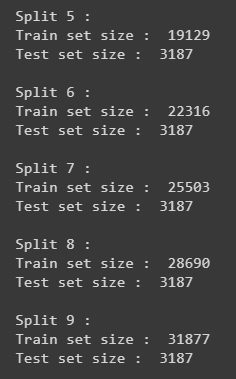 Split 5 :
Train set size :  19129
Test set size :  3187

Split 6 :
Train set size :  22316
Test set size :  3187

Split 7 :
Train set size :  25503
Test set size :  3187

Split 8 :
Train set size :  28690
Test set size :  3187

Split 9 :
Train set size :  31877
Test set size :  3187